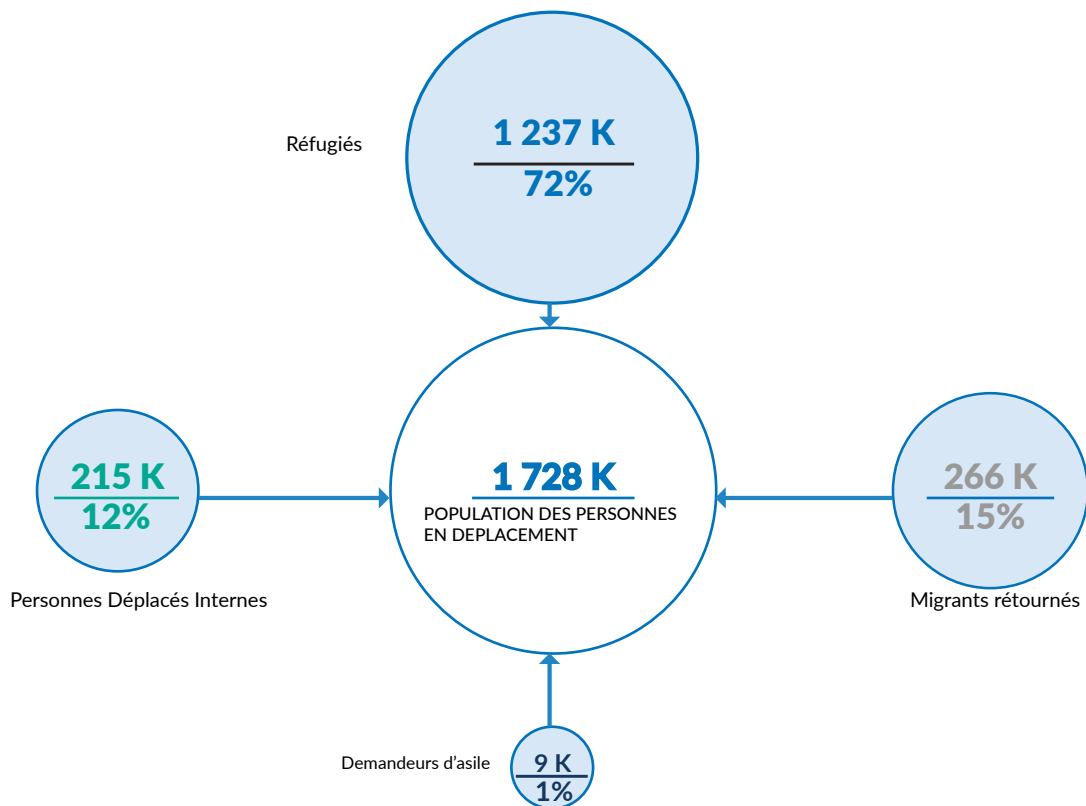 Réfugiés
1 237 K
72%
215 K
12%
Personnes Déplacés Internes
1 728 K
POPULATION DES PERSONNES
EN DEPLACEMENT
266 K
15%
Migrants rétournés
Demandeurs d’asile
9 K
1%